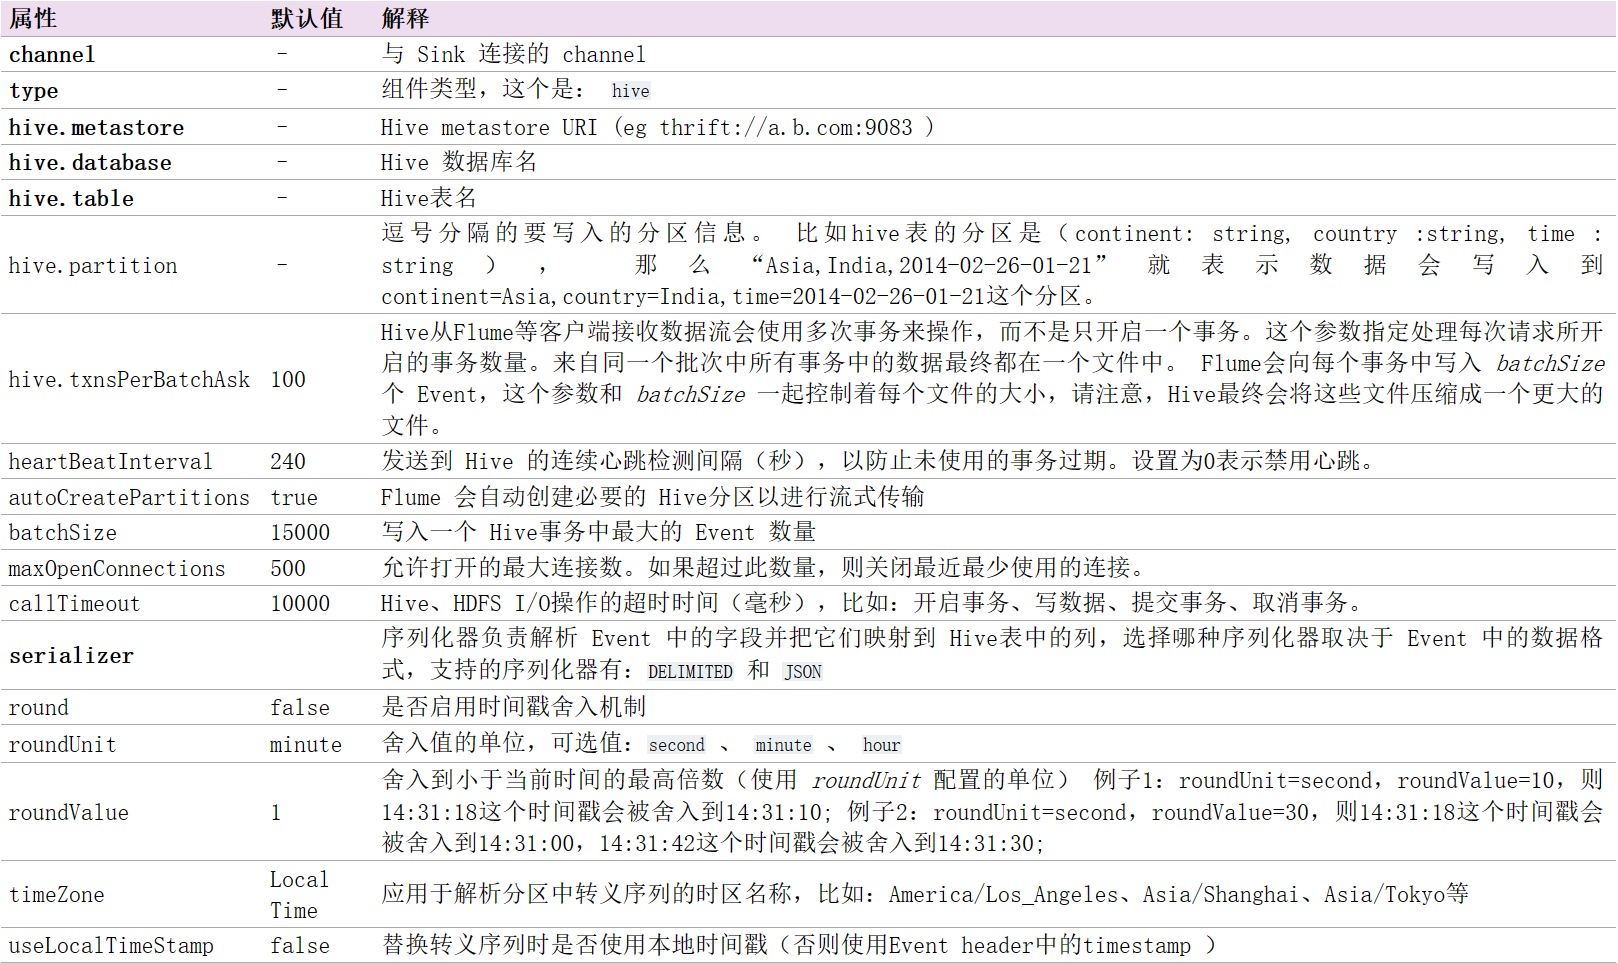 属性 默认值 解释
channel - 与 Sink 连接的 channel
type - 组件类型，这个是： hive
hive.metastore - Hive metastore URI (eg thrift://a.b.com:9083 )
hive.database - Hive 数据库名
hive.table - Hive表名
逗号分隔的要写入的分区信息。 比如hive表的分区是（continent: string, country :string, time :
hive.partition - string ），那么“Asia,India,2014-02-26-01-21”就表示数据会写入到
continent=Asia,country=India,time=2014-02-26-01-21这个分区。
Hive从Flume等客户端接收数据流会使用多次事务来操作，而不是只开启一个事务。这个参数指定处理每次请求所开
启的事务数量。来自同一个批次中所有事务中的数据最终都在一个文件中。 Flume会向每个事务中写入 batchSize
hive.txnsPerBatchAsk 100 个 Event，这个参数和 batchSize 一起控制着每个文件的大小，请注意，Hive最终会将这些文件压缩成一个更大的
文件。
heartBeatInterval 240 发送到 Hive 的连续心跳检测间隔（秒），以防止未使用的事务过期。设置为0表示禁用心跳。
autoCreatePartitions true Flume 会自动创建必要的 Hive分区以进行流式传输
batchSize 15000 写入一个 Hive事务中最大的 Event 数量
maxOpenConnections 500 允许打开的最大连接数。如果超过此数量，则关闭最近最少使用的连接。
callTimeout 10000 Hive、HDFS I/O操作的超时时间（毫秒），比如：开启事务、写数据、提交事务、取消事务。
serializer 序列化器负责解析 Event 中的字段并把它们映射到 Hive表中的列，选择哪种序列化器取决于 Event 中的数据格
式，支持的序列化器有：DELIMITED 和 JSON
round false 是否启用时间戳舍入机制
roundUnit minute 舍入值的单位，可选值：second 、 minute 、 hour
舍入到小于当前时间的最高倍数（使用 roundUnit 配置的单位） 例子1：roundUnit=second，roundValue=10，则
roundValue 1 14:31:18这个时间戳会被舍入到14:31:10; 例子2：roundUnit=second，roundValue=30，则14:31:18这个时间戳会
被舍入到14:31:00，14:31:42这个时间戳会被舍入到14:31:30;
timeZone Local Time 应用于解析分区中转义序列的时区名称，比如：America/Los_Angeles、Asia/Shanghai、Asia/Tokyo等
useLocalTimeStamp false 替换转义序列时是否使用本地时间戳（否则使用Event header中的timestamp ）